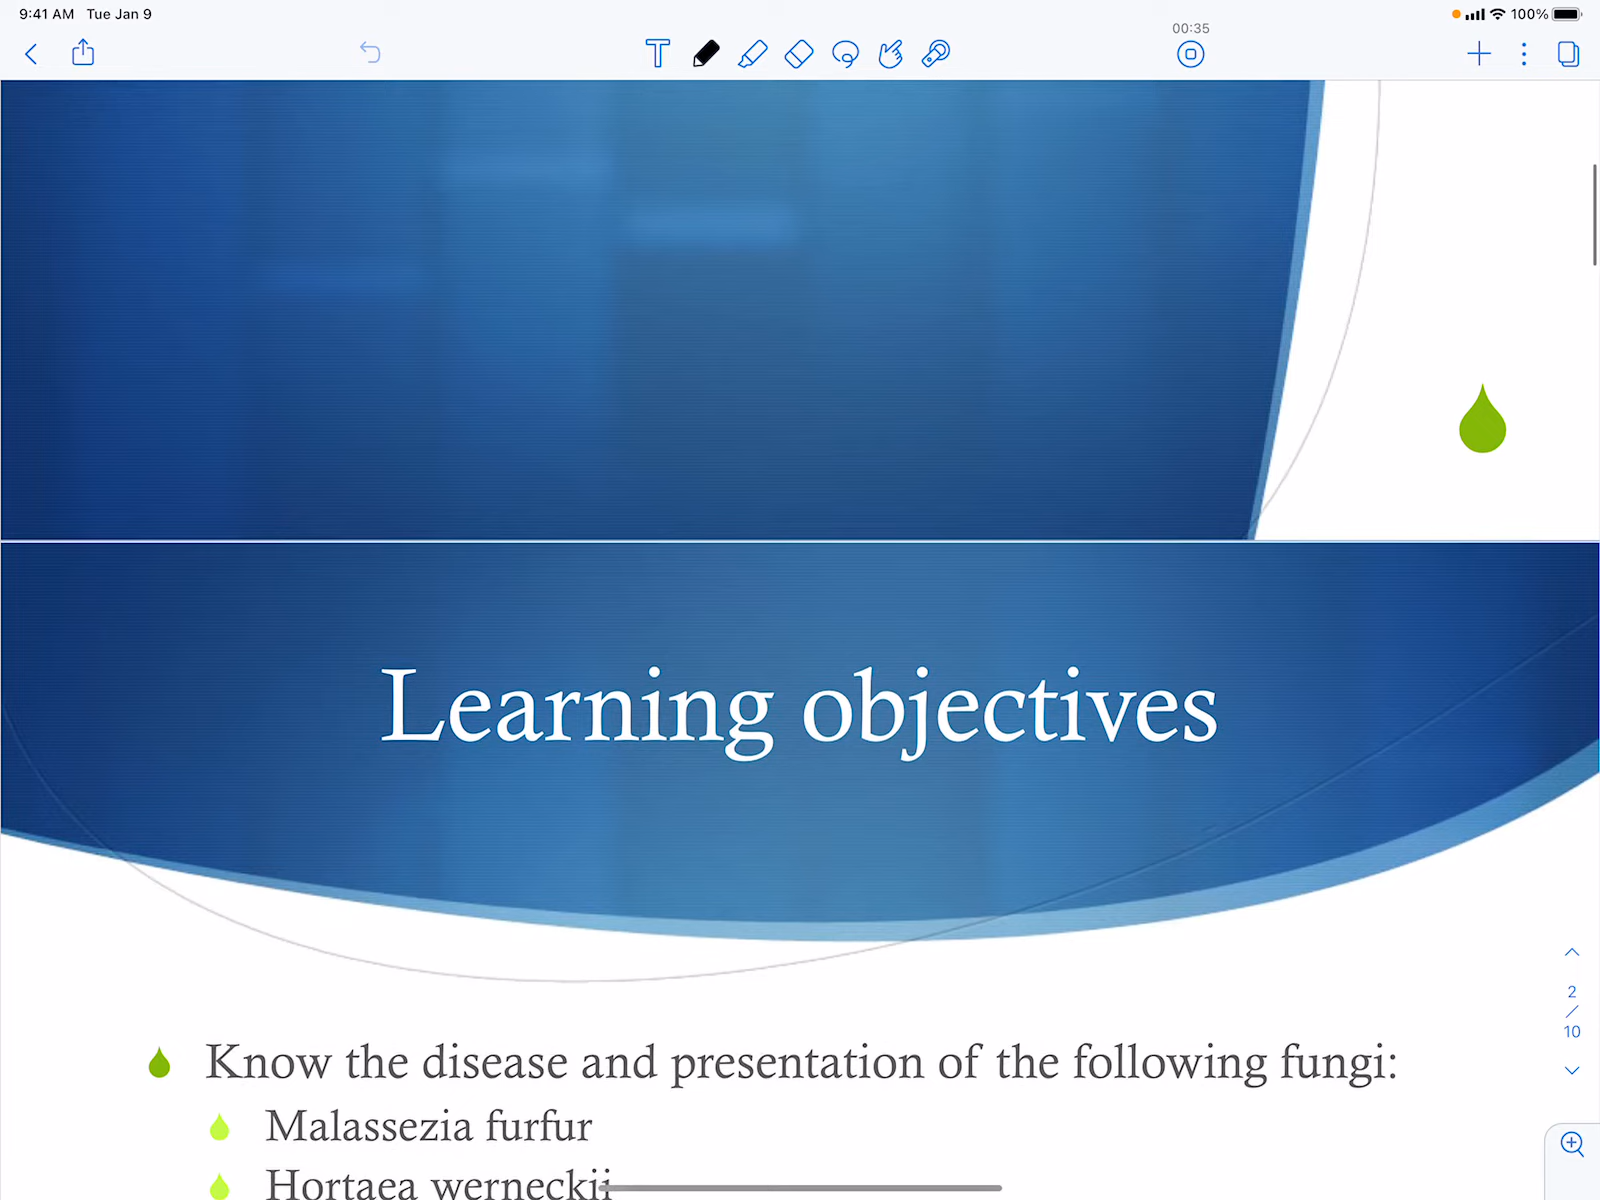 9:41 AM Tue Jan 9
100%
00:35
Learning objectives
Know the disease and presentation of the following fungi:
Malassezia furfur
Hortaea werneckii
2
/
10